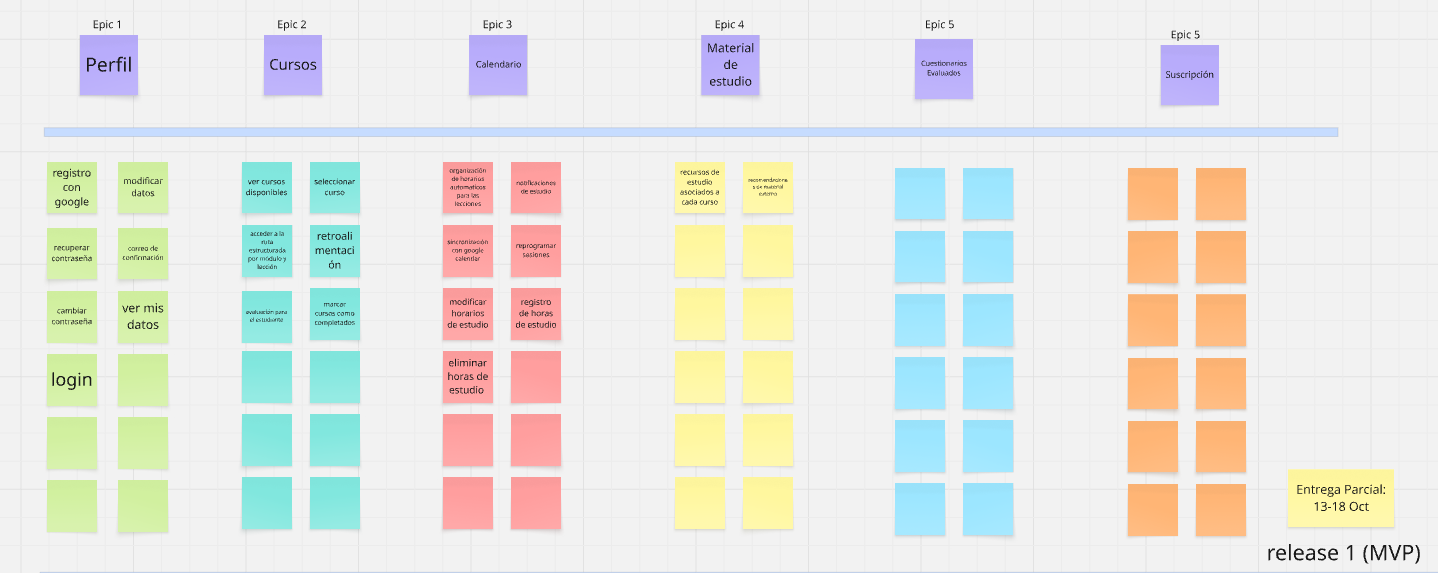 Epic 1
Perfil
Epic 2
Cursos
Epic 3
Calendario
Epic 4
Material
de
estudio
Epic 5
Cuestionarios
Evaluados
Epic 5
Suscripción
registro
con
google
modificar
datos
recuperar
contraseña
correo de
confirmación
cambiar
contraseña
ver mis
datos
login
ver cursos
disponibles
seleccionar
curso
acceder a la
ruta
estructurada
por módulo y
lección
retroali
mentaci
ón
evaluación para
el estudiante
marcar
cursos como
completados
organización
de horarios
automaticos
para las
lecciones
notificaciones
de estudio
sincronización
con google
calendar
reprogramar
sesiones
modificar
horarios
de estudio
registro
de horas
de estudio
eliminar
horas de
estudio
recursos de
estudio
asociados a
cada curso
recomendacione
s de material
externo
Entrega Parcial:
13-18 Oct
release 1 (MVP)